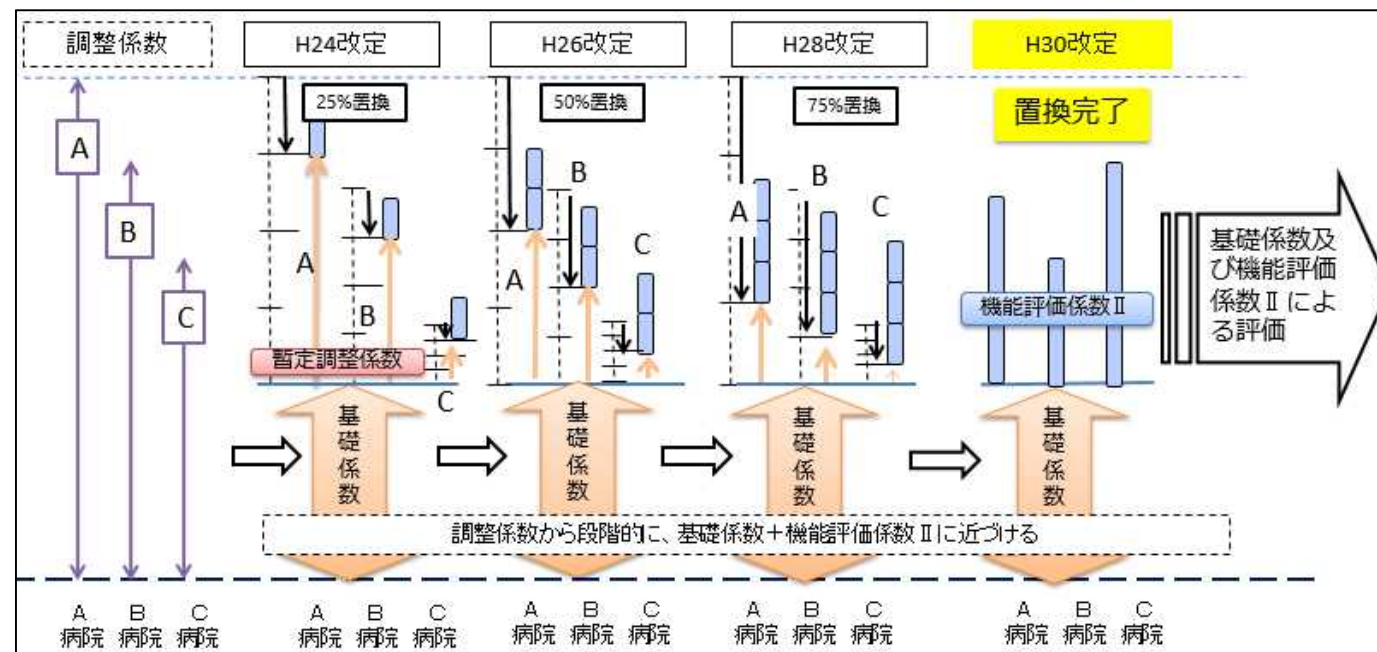 調整係数
H24改定
H26改定
H28改定
H30改定
25%置換
50%置換
75%置換
置換完了
A
B
C
A
B
C
A
B
C
A
B
C
暫定調整係数
機能評価係数Ⅱ
基礎係数及
び機能評価
係数Ⅱによ
る評価
基礎係数
基礎係数
基礎係数
基礎係数
調整係数から段階的に、基礎係数＋機能評価係数Ⅱに近づける
A B C
病院 病院 病院
A B C
病院 病院 病院
A B C
病院 病院 病院
A B C
病院 病院 病院
A B C
病院 病院 病院